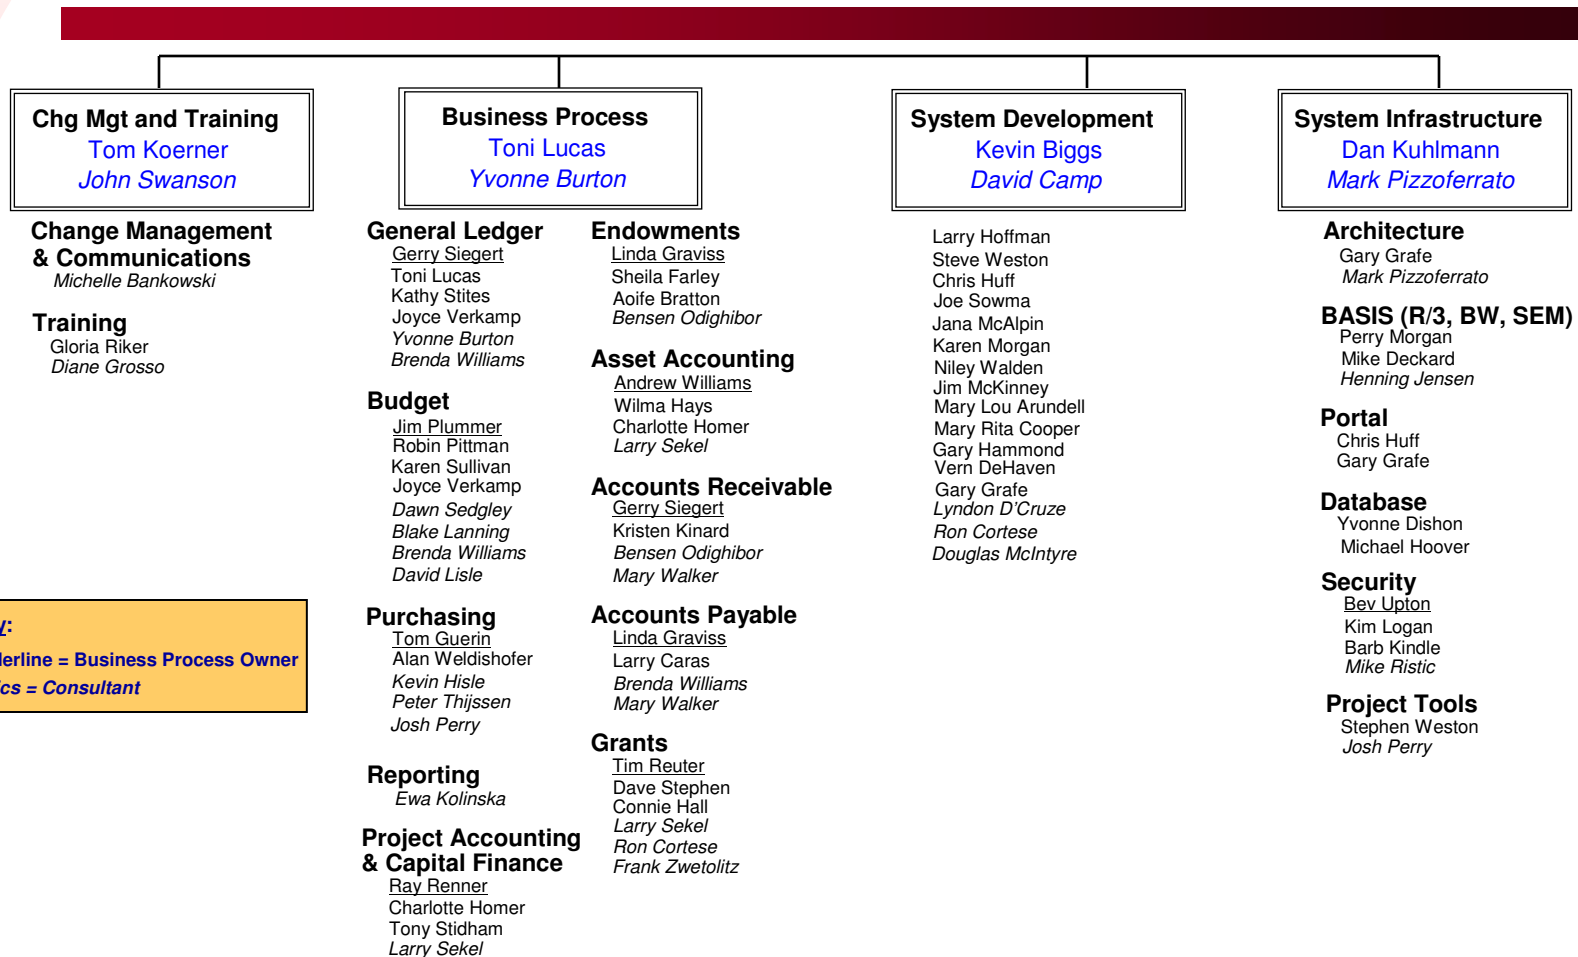 Chg Mgt and Training
Tom Koerner
John Swanson
Change Management
& Communications
Michelle Bankowski
Training
Gloria Riker
Diane Grosso
Business Process
Toni Lucas
Yvonne Burton
General Ledger
Gerry Siegert
Toni Lucas
Kathy Stites
Joyce Verkamp
Yvonne Burton
Brenda Williams
Budget
Jim Plummer
Robin Pittman
Karen Sullivan
Joyce Verkamp
Dawn Sedgley
Blake Lanning
Brenda Williams
David Lisle
Purchasing
Tom Guerin
Alan Weldishofer
Kevin Hisle
Peter Thijssen
Josh Perry
Reporting
Ewa Kolinska
Project Accounting
& Capital Finance
Ray Renner
Charlotte Homer
Tony Stidham
Larry Sekel
Endowments
Linda Graviss
Sheila Farley
Aoife Bratton
Bensen Odighibor
Asset Accounting
Andrew Williams
Wilma Hays
Charlotte Homer
Larry Sekel
Accounts Receivable
Gerry Siegert
Kristen Kinard
Bensen Odighibor
Mary Walker
Accounts Payable
Linda Graviss
Larry Caras
Brenda Williams
Mary Walker
Grants
Tim Reuter
Dave Stephen
Connie Hall
Larry Sekel
Ron Cortese
Frank Zwetolitz
System Development
Kevin Biggs
David Camp
Larry Hoffman
Steve Weston
Chris Huff
Joe Sowma
Jana McAlpin
Karen Morgan
Niley Walden
Jim McKinney
Mary Lou Arundell
Mary Rita Cooper
Gary Hammond
Vern DeHaven
Gary Grafe
Lyndon D'Cruze
Ron Cortese
Douglas McIntyre
System Infrastructure
Dan Kuhlmann
Mark Pizzoferrato
Architecture
Gary Grafe
Mark Pizzoferrato
BASIS (R/3, BW, SEM)
Perry Morgan
Mike Deckard
Henning Jensen
Portal
Chris Huff
Gary Grafe
Database
Yvonne Dishon
Michael Hoover
Security
Bev Upton
Kim Logan
Barb Kindle
Mike Ristic
Project Tools
Stephen Weston
Josh Perry
y:
erline = Business Process Owner
ics = Consultant